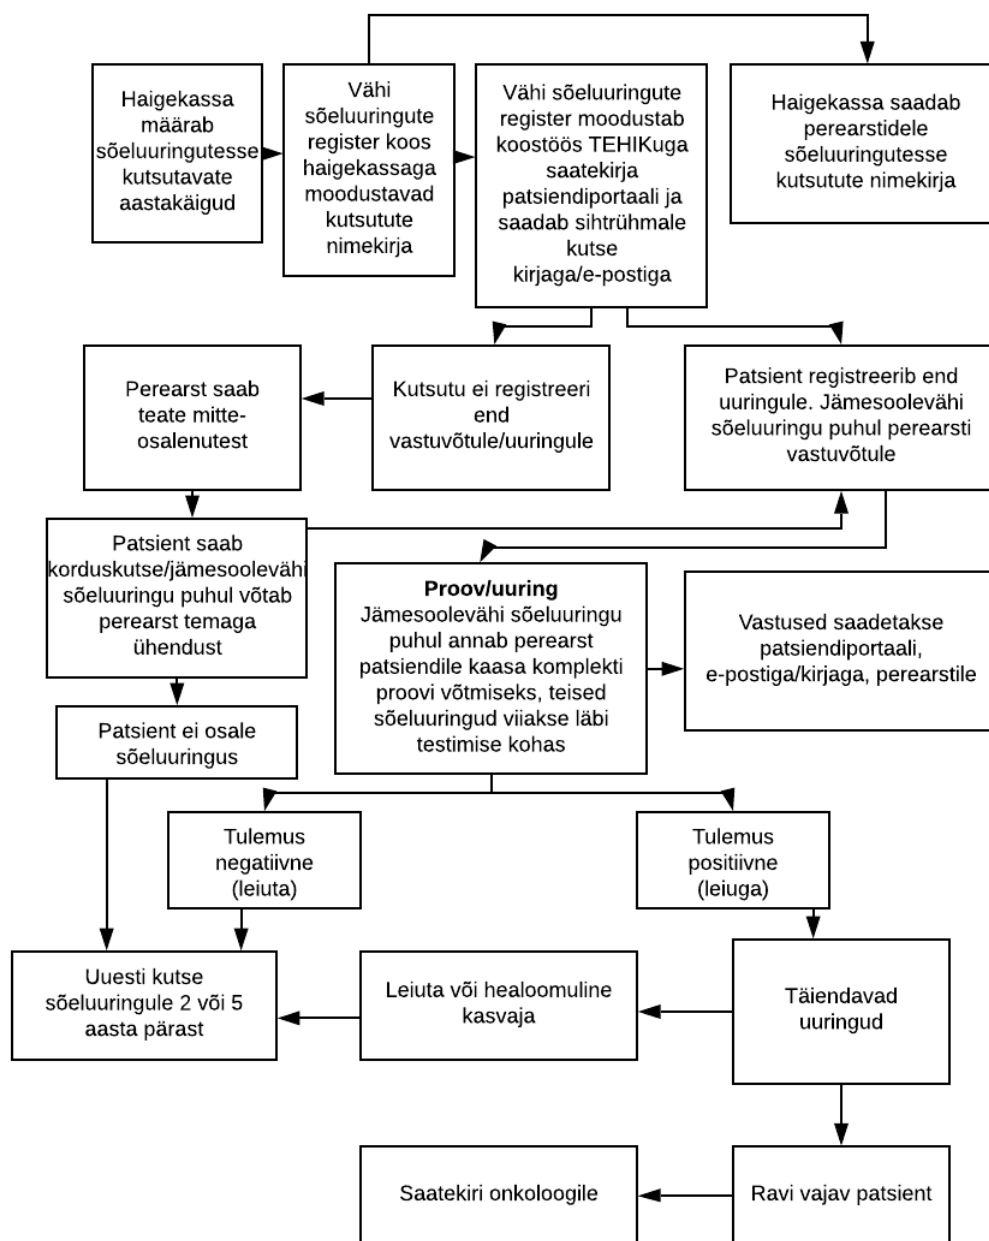 Haigekassa
määrab
sõeluuringutesse
kutsutavate
aastakäigud
Vähi
sõeluuringute
register koos
haigekassaga
moodustavad
kutsutute
nimekirja
Vähi sõeluuringute
register moodustab
koostöös TEHIKuga
saatekirja
patsiendiportaali ja
saadab sihtrühmale
kutse
kirjaga/e-postiga
Haigekassa saadab
perearstidele
sõeluuringutesse
kutsutute nimekirja
Perearst saab
teate mitte-
osalenutest
Kutsutu ei registreeri
end
vastuvõtule/uuringule
Patsient registreerib end
uuringule. Jämesoolevähi
sõeluuringu puhul perearsti
vastuvõtule
Patsient saab
korduskutse/jämesoolevähi
sõeluuringu puhul võtab
perearst temaga
ühendust
Proov/uuring
Jämesoolevähi sõeluuringu
puhul annab perearst
patsiendile kaasa komplekti
proovi võtmiseks, teised
sõeluuringud viiakse läbi
testimise kohas
Vastused saadetakse
patsiendiportaali,
e-postiga/kirjaga, perearstile
Patsient ei osale
sõeluuringus
Tulemus
negatiivne
(leiuta)
Tulemus
positiivne
(leiuga)
Uuesti kutse
sõeluuringule 2 või 5
aasta pärast
Leiuta või healoomuline
kasvaja
Täiendavad
uuringud
Saatekiri onkoloogile
Ravi vajav patsient